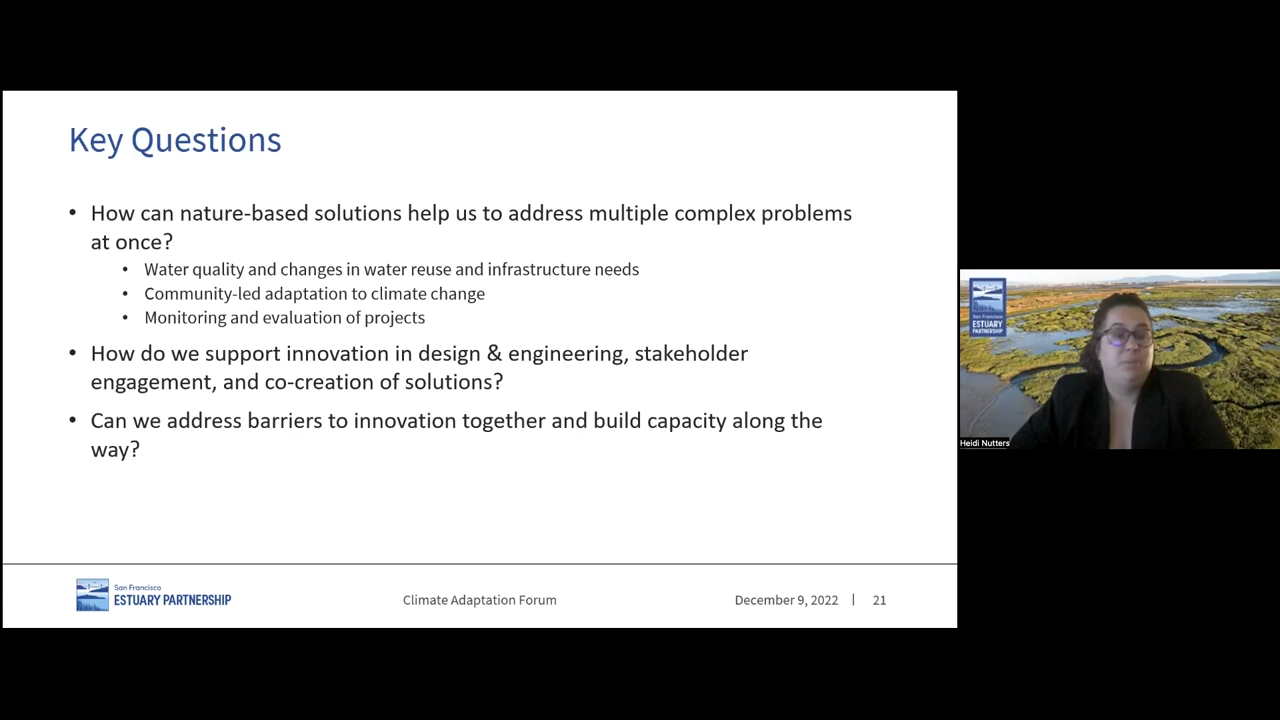 Key Questions
• How can nature-based solutions help us to address multiple complex problems
at once?
• Water quality and changes in water reuse and infrastructure needs
• Community-led adaptation to climate change
• Monitoring and evaluation of projects
• How do we support innovation in design & engineering, stakeholder
engagement, and co-creation of solutions?
• Can we address barriers to innovation together and build capacity along the
way?
San Francisco
ESTUARY PARTNERSHIP
Climate Adaptation Forum
December 9, 2022 | 21
San Francisco
ESTUARY
PARTNERSHIP
Heidi Nutters